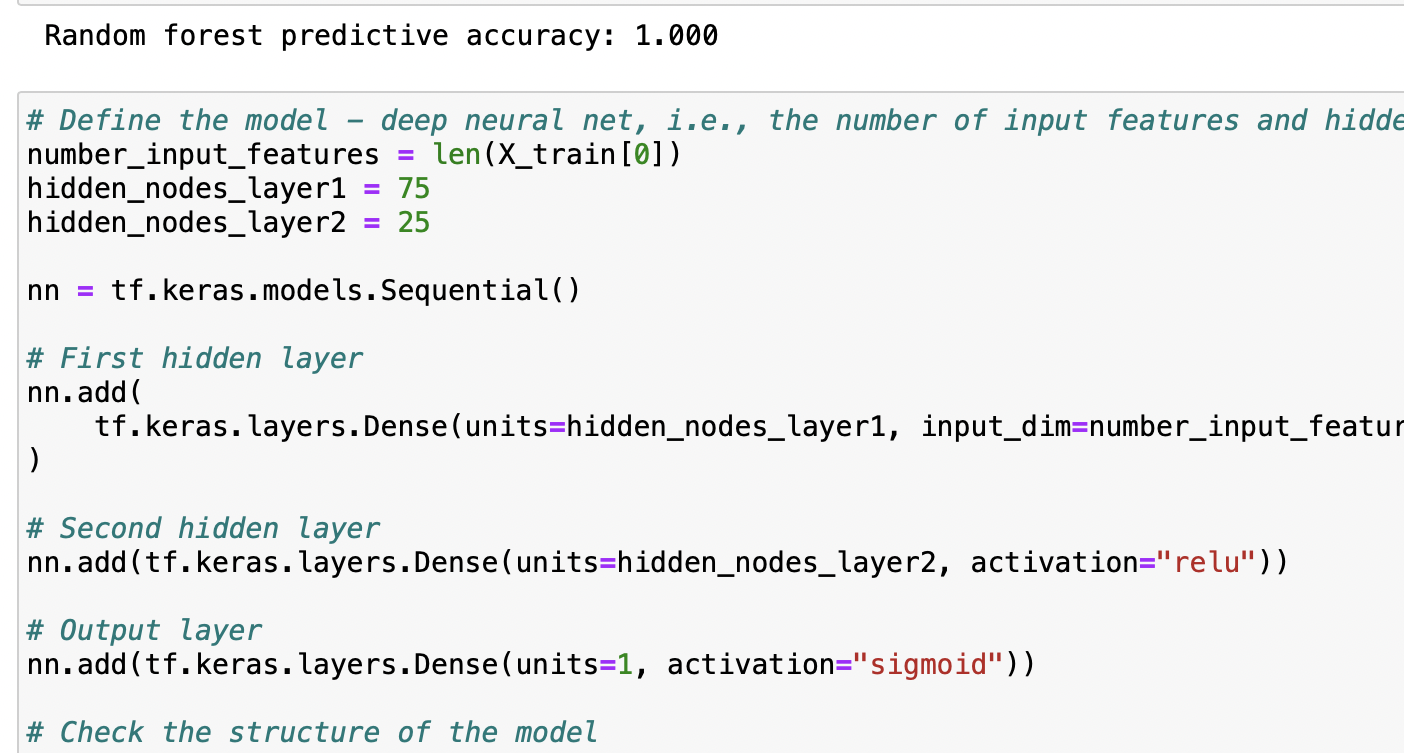 Random forest predictive accuracy: 1.000
# Define the model – deep neural net, i.e., the number of input features and hidde
number_input_features = len(X_train[0])
hidden_nodes_layer1 = 75
hidden_nodes_layer2 = 25
nn = tf.keras.models.Sequential()
# First hidden layer
nn.add(
    tf.keras.layers.Dense(units=hidden_nodes_layer1, input_dim=number_input_featur
)
# Second hidden layer
nn.add(tf.keras.layers.Dense(units=hidden_nodes_layer2, activation="relu"))
# Output layer
nn.add(tf.keras.layers.Dense(units=1, activation="sigmoid"))
# Check the structure of the model